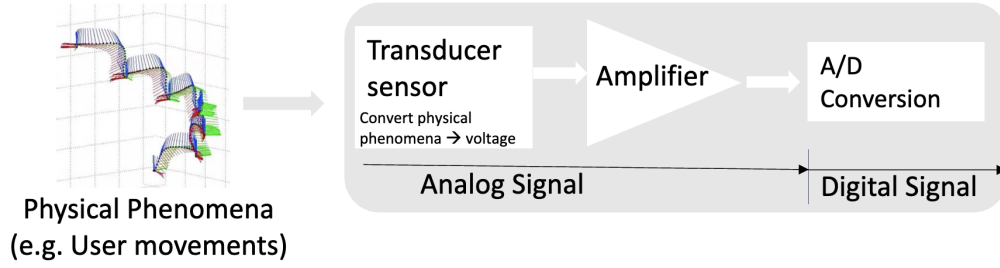 Physical Phenomena
(e.g. User movements)
Transducer
sensor
Convert physical
phenomena → voltage
Amplifier
A/D
Conversion
Analog Signal
Digital Signal